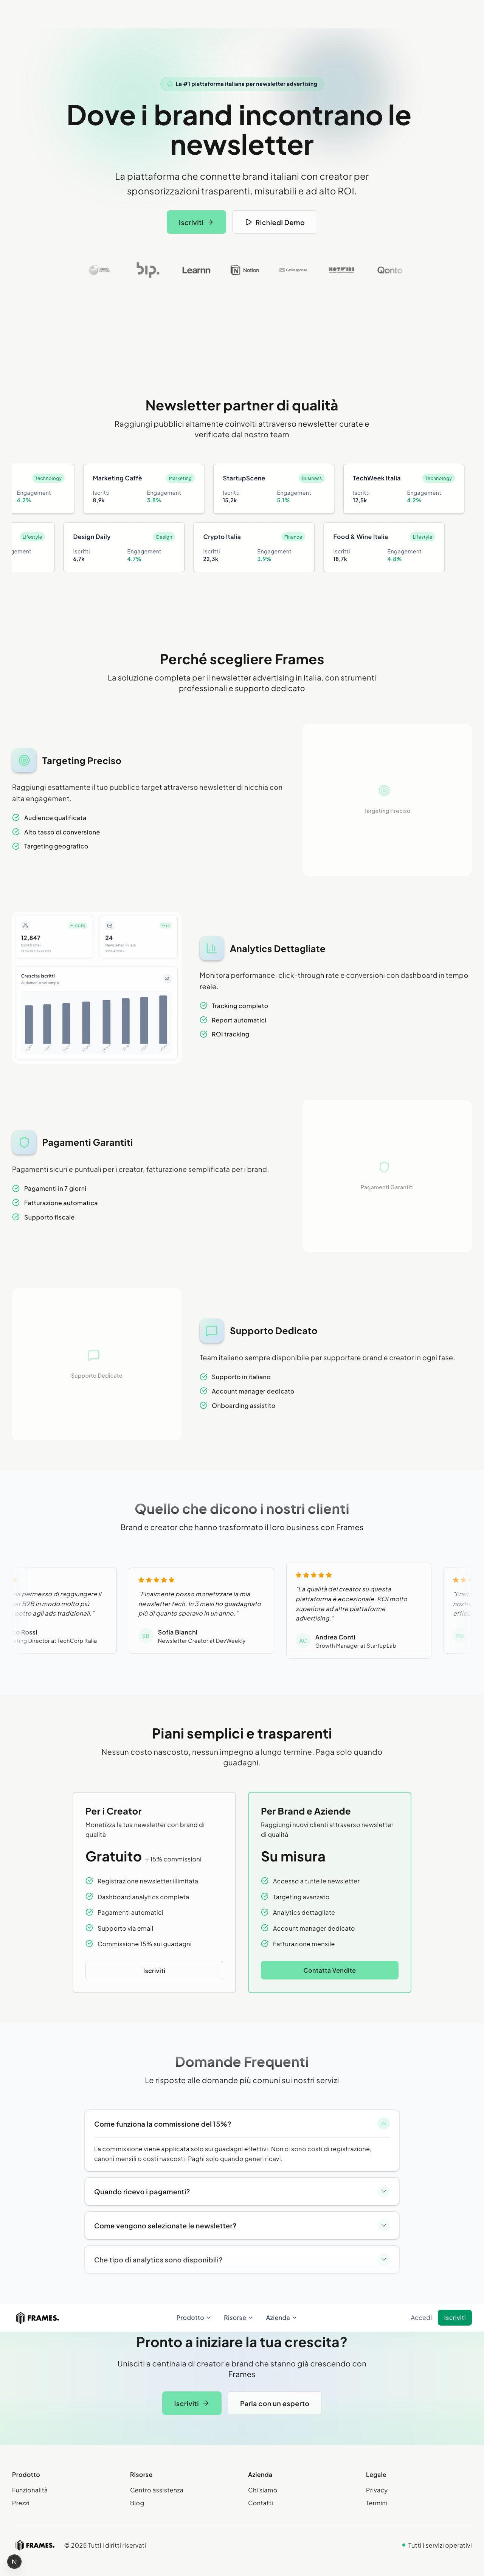 La #1 piattaforma italiana per newsletter advertising
Dove i brand incontrano le
newsletter
La piattaforma che connette brand italiani con creator per
sponsorizzazioni trasparenti, misurabili e ad alto ROI.
Iscriviti
Richiedi Demo
bip.
Learnn
Notion
GetResponse
Qonto
Newsletter partner di qualità
Raggiungi pubblici altamente coinvolti attraverso newsletter curate e
verificate dal nostro team
Technology
Engagement
4.2%
Marketing Caffè
Marketing
Iscritti
Engagement
8,9k
3.8%
StartupScene
Business
Iscritti
Engagement
15,2k
5.1%
TechWeek Italia
Technology
Iscritti
Engagement
12,5k
4.2%
Lifestyle
gement
Design Daily
Design
Iscritti
Engagement
6,7k
4.7%
Crypto Italia
Finance
Iscritti
Engagement
22,3k
3.9%
Food & Wine Italia
Lifestyle
Iscritti
Engagement
18,7k
4.8%
Perché scegliere Frames
La soluzione completa per il newsletter advertising in Italia, con strumenti
professionali e supporto dedicato
Targeting Preciso
Raggiungi esattamente il tuo pubblico target attraverso newsletter di nicchia con
alto engagement.
Audience qualificata
Alto tasso di conversione
Targeting geografico
Targeting Preciso
12,847
24
Crescita Iscritti
Analytics Dettagliate
Monitora performance, click-through rate e conversioni con dashboard in tempo
reale.
Tracking completo
Report automatici
ROI tracking
Pagamenti Garantiti
Pagamenti sicuri e puntuali per i creator, fatturazione semplificata per i brand.
Pagamenti in 7 giorni
Fatturazione automatica
Supporto fiscale
Pagamenti Garantiti
Supporto Dedicato
Supporto Dedicato
Team italiano sempre disponibile per supportare brand e creator in ogni fase.
Supporto in italiano
Account manager dedicato
Onboarding assistito
Quello che dicono i nostri clienti
Brand e creator che hanno trasformato il loro business con Frames
permesso di raggiungere il
B2B in modo molto più
petto agli ads tradizionali."
Rossi
eting Director at TechCorp Italia
"Finalmente posso monetizzare la mia
newsletter tech. In 3 mesi ho guadagnato
più di quanto speravo in un anno."
SB
Sofia Bianchi
Newsletter Creator at DevWeekly
"La qualità dei creator su questa
piattaforma è eccezionale. ROI molto
superiore ad altre piattaforme
advertising."
AC
Andrea Conti
Growth Manager at StartupLab
Piani semplici e trasparenti
Nessun costo nascosto, nessun impegno a lungo termine. Paga solo quando
guadagni.
Per i Creator
Monetizza la tua newsletter con brand di
qualità
Gratuito + 15% commissioni
Registrazione newsletter illimitata
Dashboard analytics completa
Pagamenti automatici
Supporto via email
Commissione 15% sui guadagni
Iscriviti
Per Brand e Aziende
Raggiungi nuovi clienti attraverso newsletter
di qualità
Su misura
Accesso a tutte le newsletter
Targeting avanzato
Analytics dettagliate
Account manager dedicato
Fatturazione mensile
Contatta Vendite
Domande Frequenti
Le risposte alle domande più comuni sui nostri servizi
Come funziona la commissione del 15%?
La commissione viene applicata solo sui guadagni effettivi. Non ci sono costi di registrazione,
canoni mensili o costi nascosti. Paghi solo quando generi ricavi.
Quando ricevo i pagamenti?
Come vengono selezionate le newsletter?
Che tipo di analytics sono disponibili?
FRAMES.
Prodotto
Risorse
Azienda
Accedi
Iscriviti
Pronto a iniziare la tua crescita?
Unisciti a centinaia di creator e brand che stanno già crescendo con
Frames
Iscriviti
Parla con un esperto
Prodotto
Risorse
Azienda
Legale
Funzionalità
Centro assistenza
Chi siamo
Privacy
Prezzi
Blog
Contatti
Termini
FRAMES.
© 2025 Tutti i diritti riservati
Tutti i servizi operativi
N